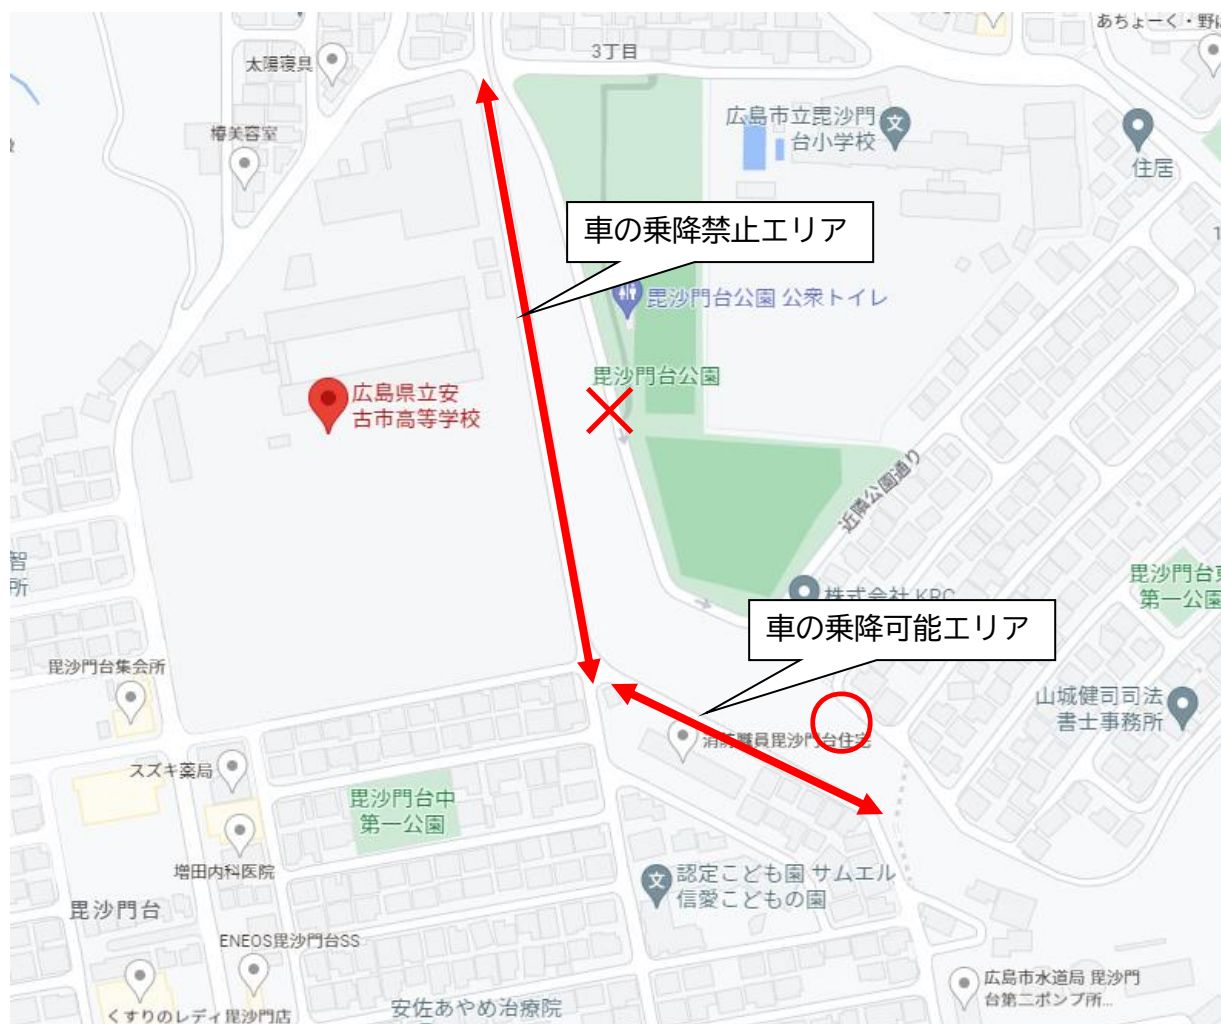 あちょーく・野
3丁目
太陽寝具
椿美容室
広島市立毘沙門
台小学校
住居
車の乗降禁止エリア
毘沙門台公園 公衆トイレ
毘沙門台公園
広島県立安
古市高等学校
近隣公園通り
智
所
株式会社 KRC
毘沙門台東
第一公園
車の乗降可能エリア
毘沙門台集会所
山城健司司法
書士事務所
消防職員毘沙門台住宅
スズキ薬局
毘沙門台中
第一公園
増田内科医院
認定こども園 サムエル
信愛こどもの園
毘沙門台
ENEOS毘沙門台SS
広島市水道局 毘沙門
台第二ポンプ所...
安佐あやめ治療院
くすりのレディ毘沙門店